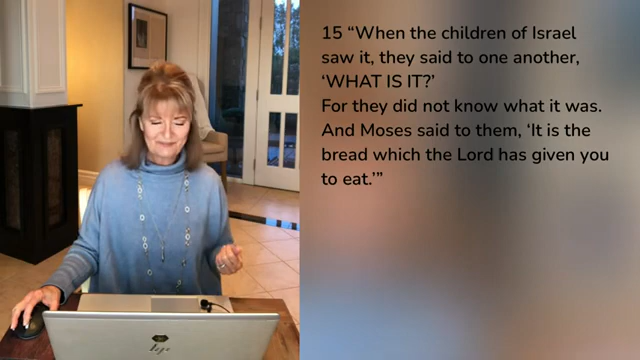 15 “When the children of Israel
saw it, they said to one another,
‘WHAT IS IT?’
For they did not know what it was.
And Moses said to them, ‘It is the
bread which the Lord has given you
to eat.’”